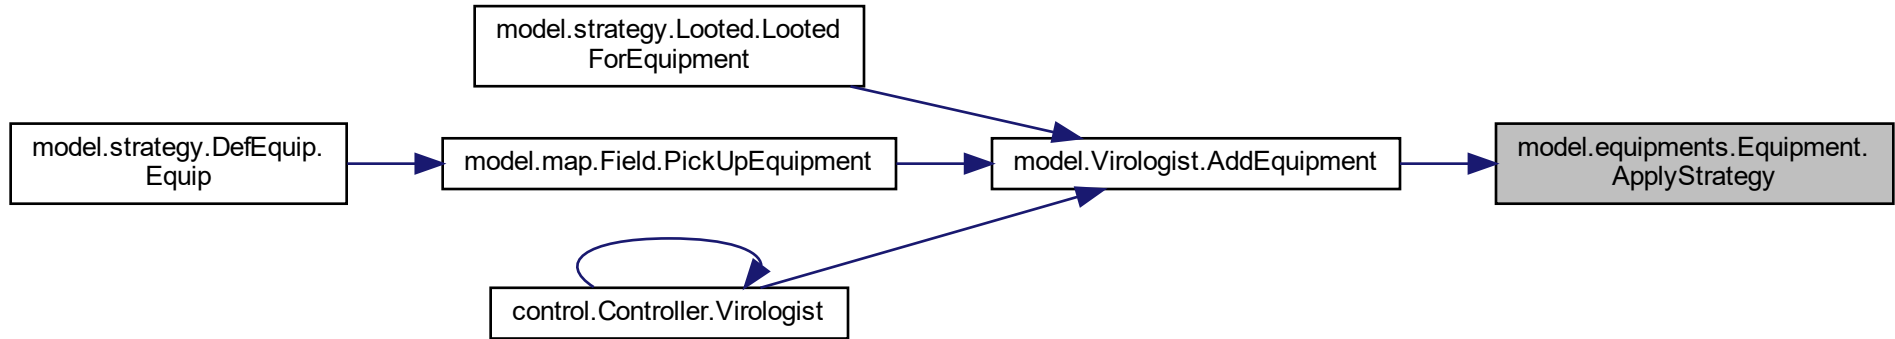 model.strategy.Looted.Looted
ForEquipment
model.strategy.DefEquip.
Equip
model.map.Field.PickUpEquipment
model.Virologist.AddEquipment
model.equipments.Equipment.
ApplyStrategy
control.Controller.Virologist